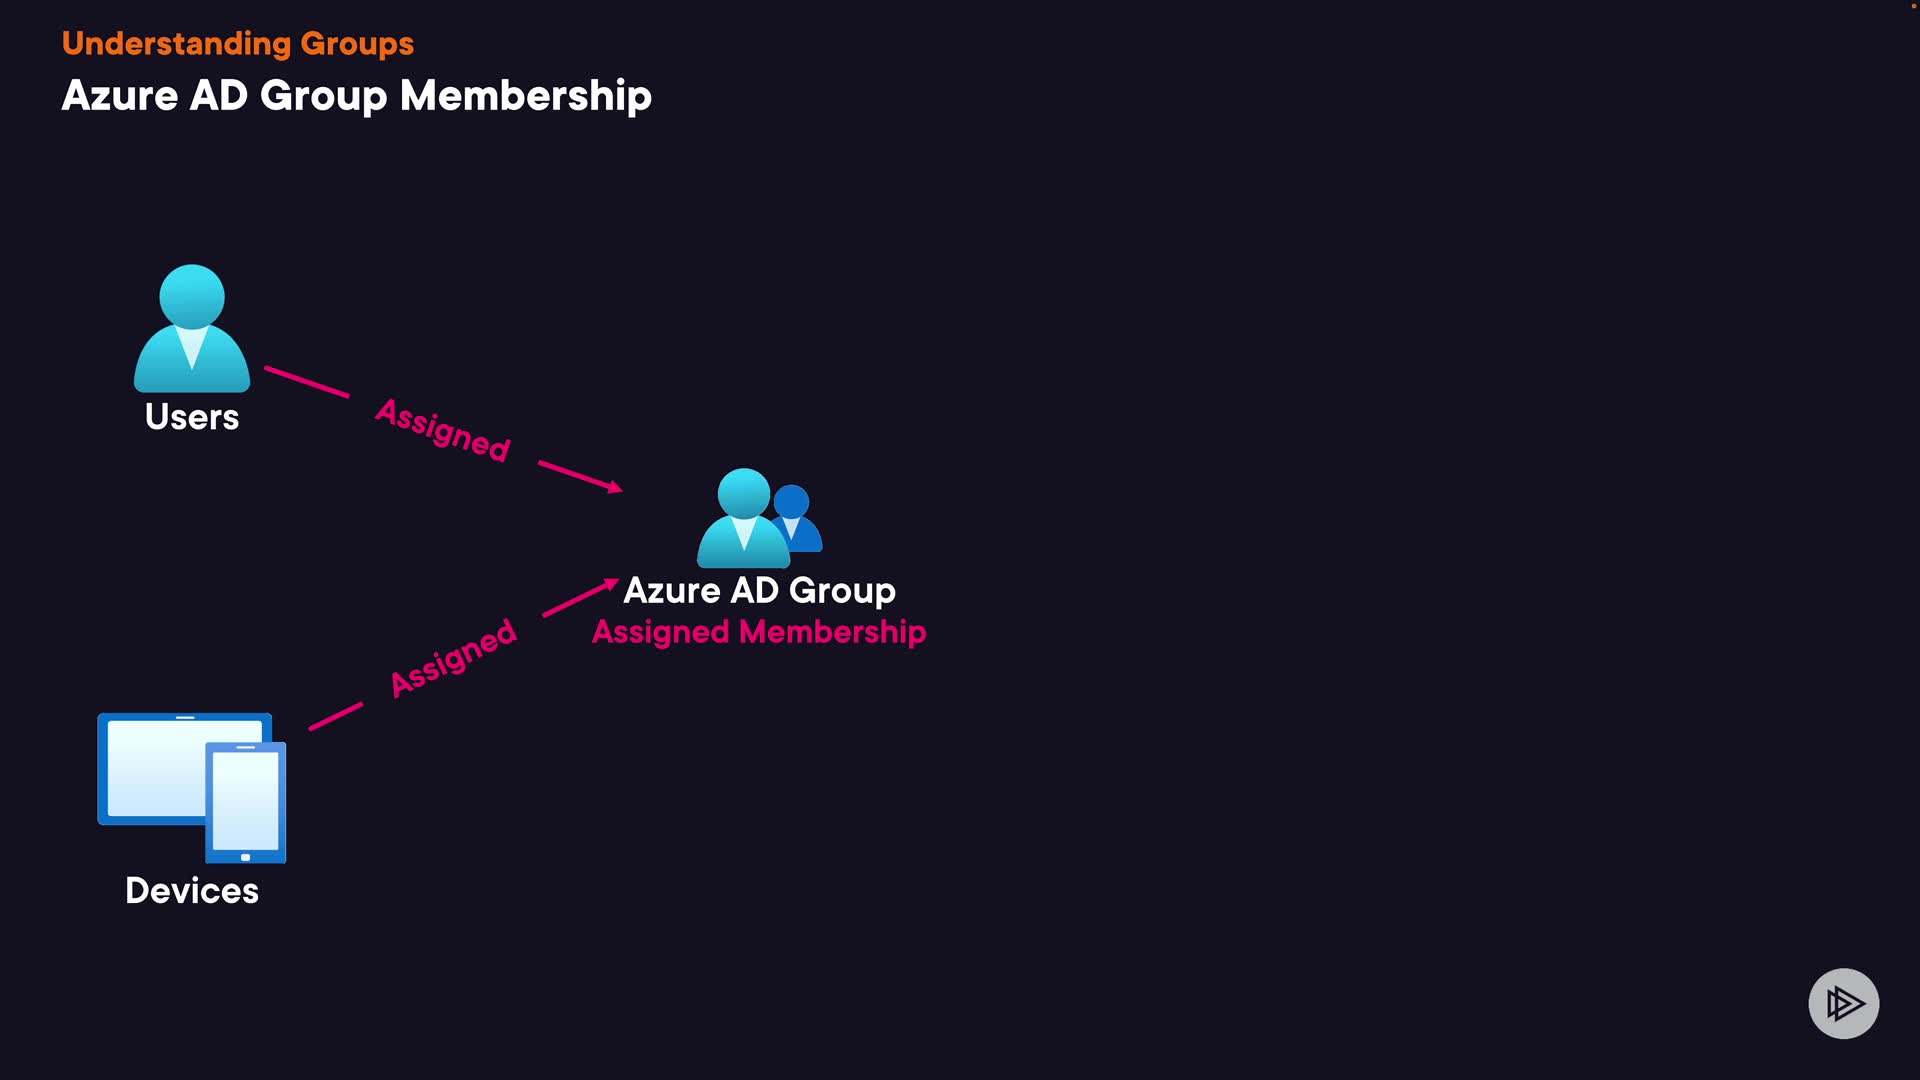 Understanding Groups
Azure AD Group Membership
Users
Assigned
Azure AD Group
Assigned Membership
Assigned
Devices